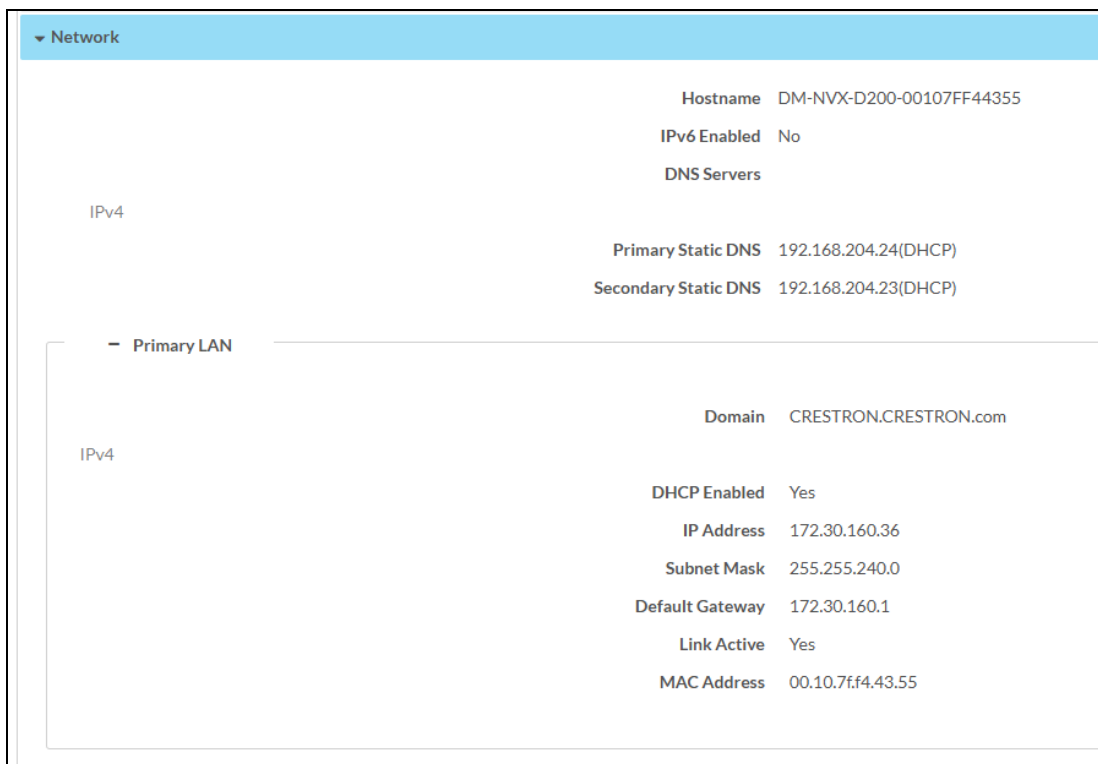 Network
Hostname DM-NVX-D200-00107FF44355
IPv6 Enabled No
DNS Servers
IPv4
Primary Static DNS 192.168.204.24(DHCP)
Secondary Static DNS 192.168.204.23(DHCP)
− Primary LAN
Domain CRESTRON.CRESTRON.com
IPv4
DHCP Enabled Yes
IP Address 172.30.160.36
Subnet Mask 255.255.240.0
Default Gateway 172.30.160.1
Link Active Yes
MAC Address 00.10.7f.f4.43.55